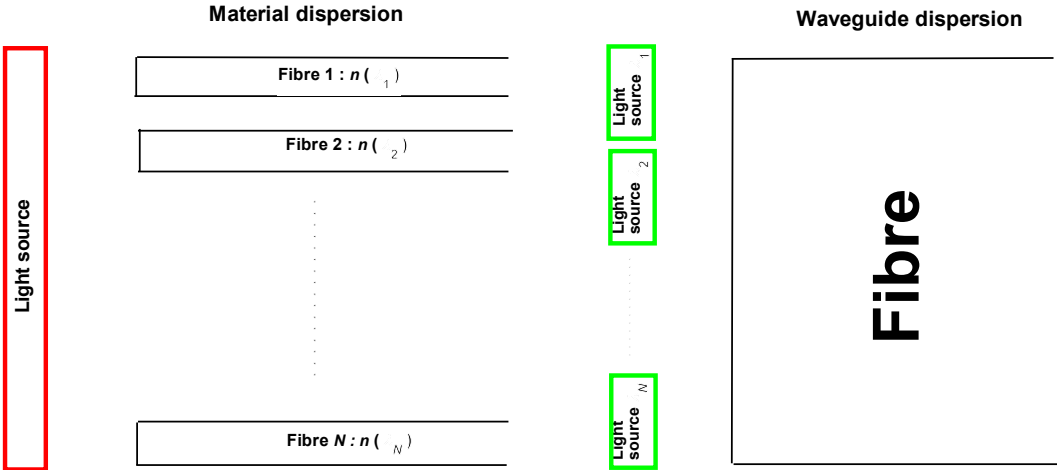 Material dispersion
Waveguide dispersion
Light source
Fibre 1 : n ( 1 )
Fibre 2 : n ( 2 )
Fibre N : n ( N )
Light
source 1
Light
source 2
Light
source N
Fibre